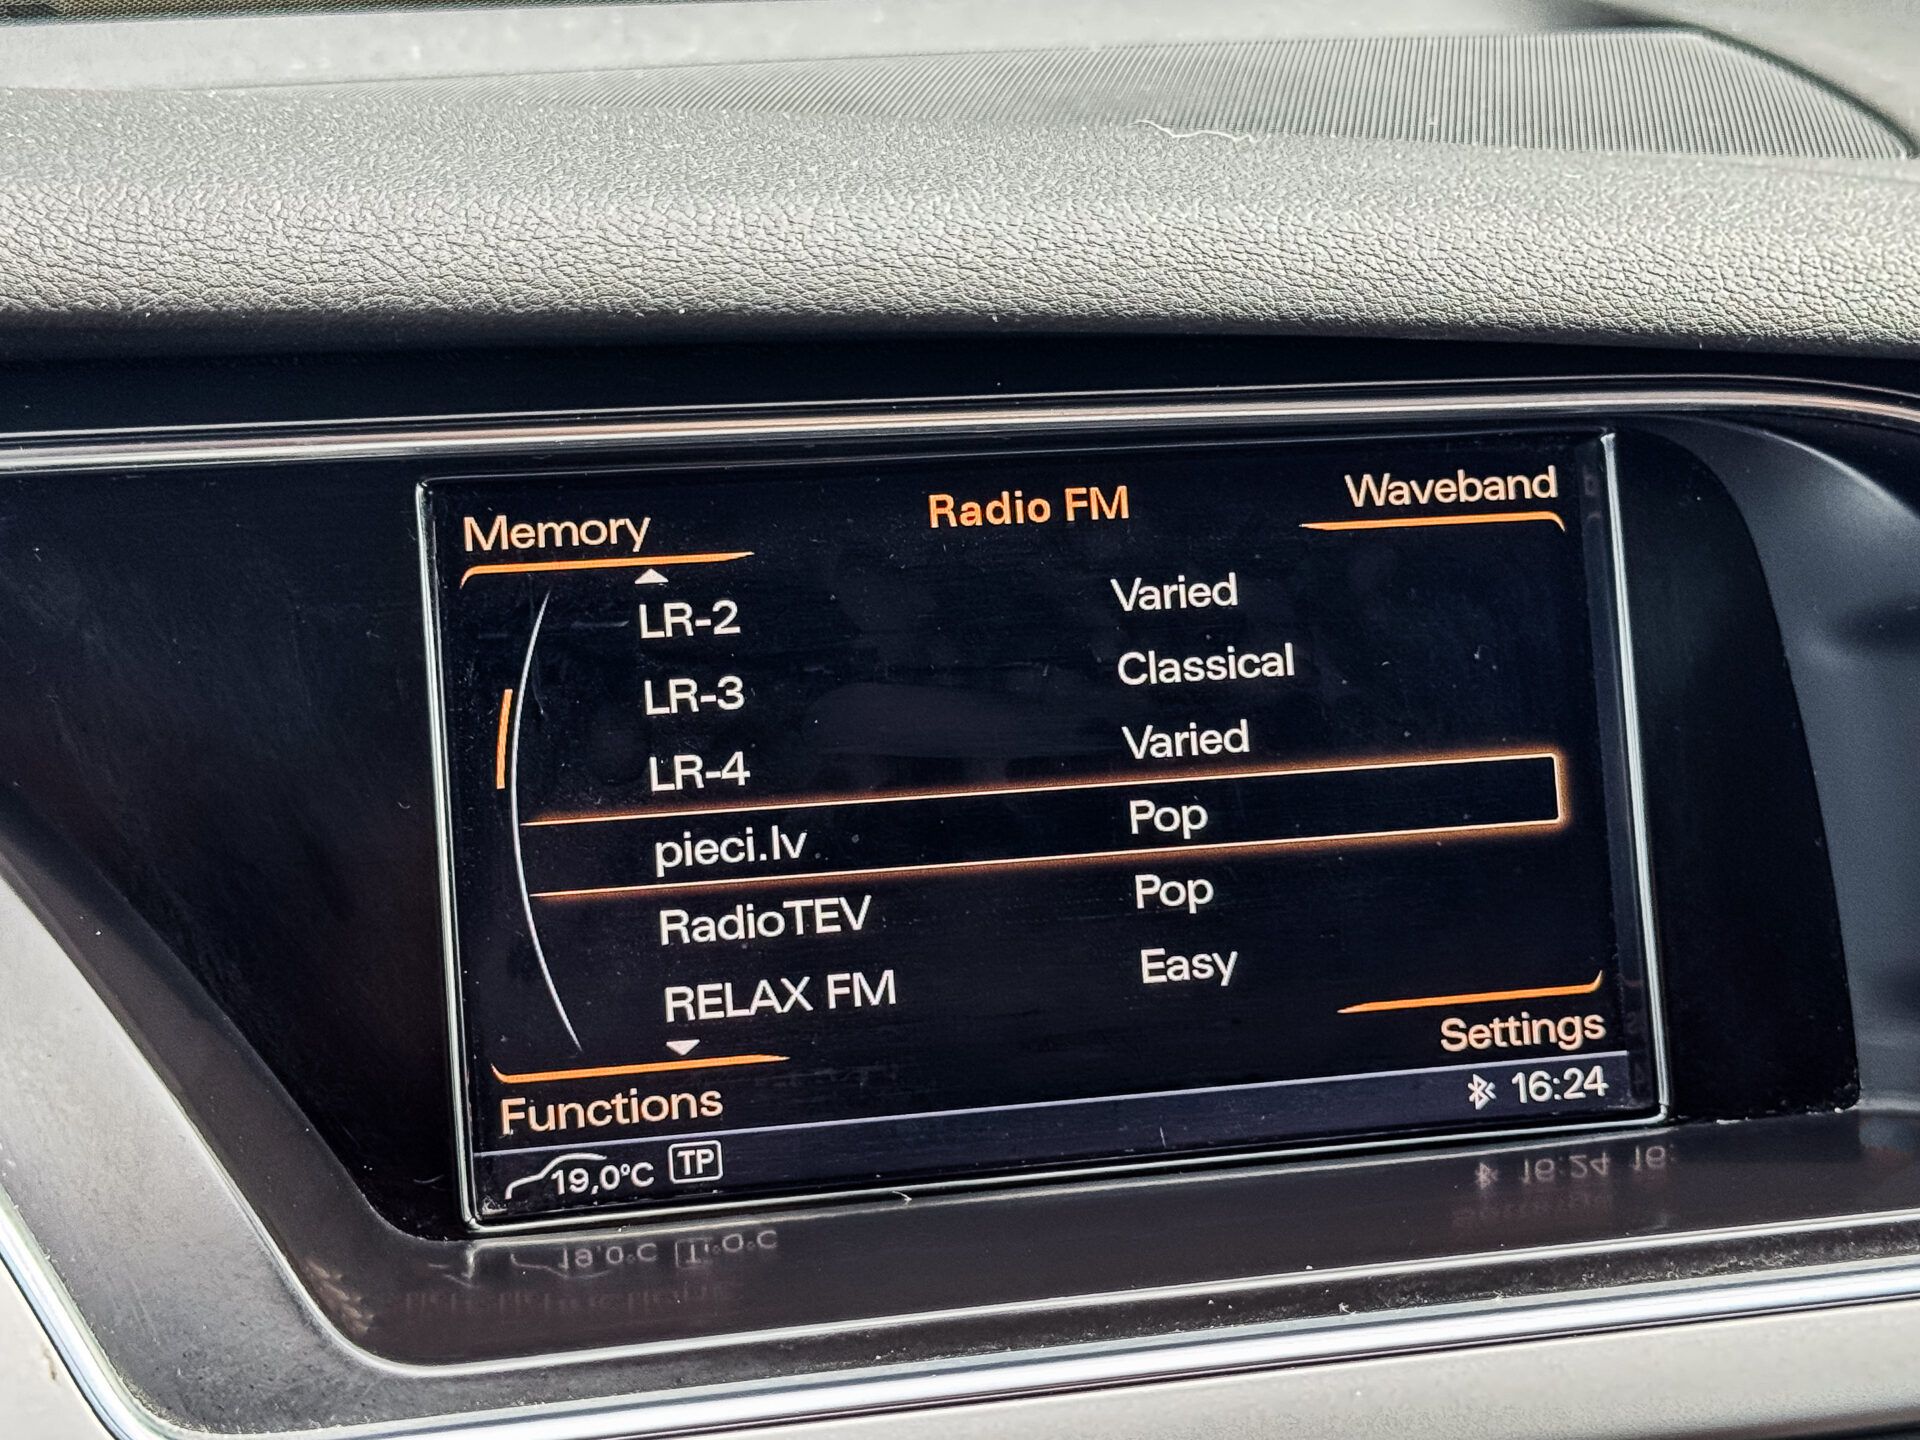 Memory
Radio FM
Waveband
LR-2 Varied
LR-3 Classical
LR-4 Varied
pieci.lv Pop
RadioTEV Pop
RELAX FM Easy
Settings
Functions
16:24
19,0°C TP